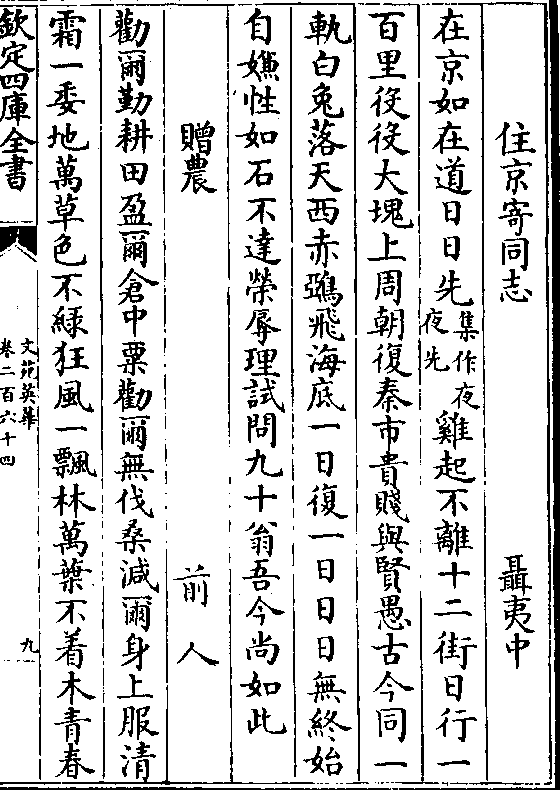 住京寄同志 聶夷中
在京如在道日日先集作夜夜先雞起不離十二街日行一
百里役役大塊上周朝復秦市貴賤與賢愚古今同一
軌白兎落天西赤鵶飛海底一日復一日日日無終始
自嫌性如石不達榮辱理試問九十翁吾今尚如此
贈農 前人
勸爾勤耕田盈爾倉中粟勸爾無伐桑減爾身上服清
霜一委地萬草色不緑狂風一飄林萬葉不着木青春
欽定四庫全書
文苑英華
卷二百六十四
九